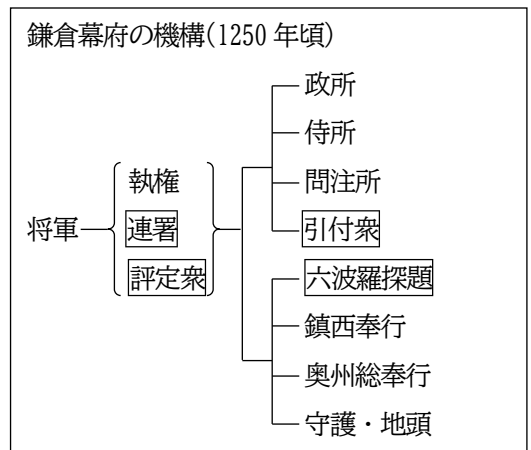 鎌倉幕府の機構(1250年頃)
将軍
執権
連署
評定衆
政所
侍所
問注所
引付衆
六波羅探題
鎮西奉行
奥州総奉行
守護・地頭